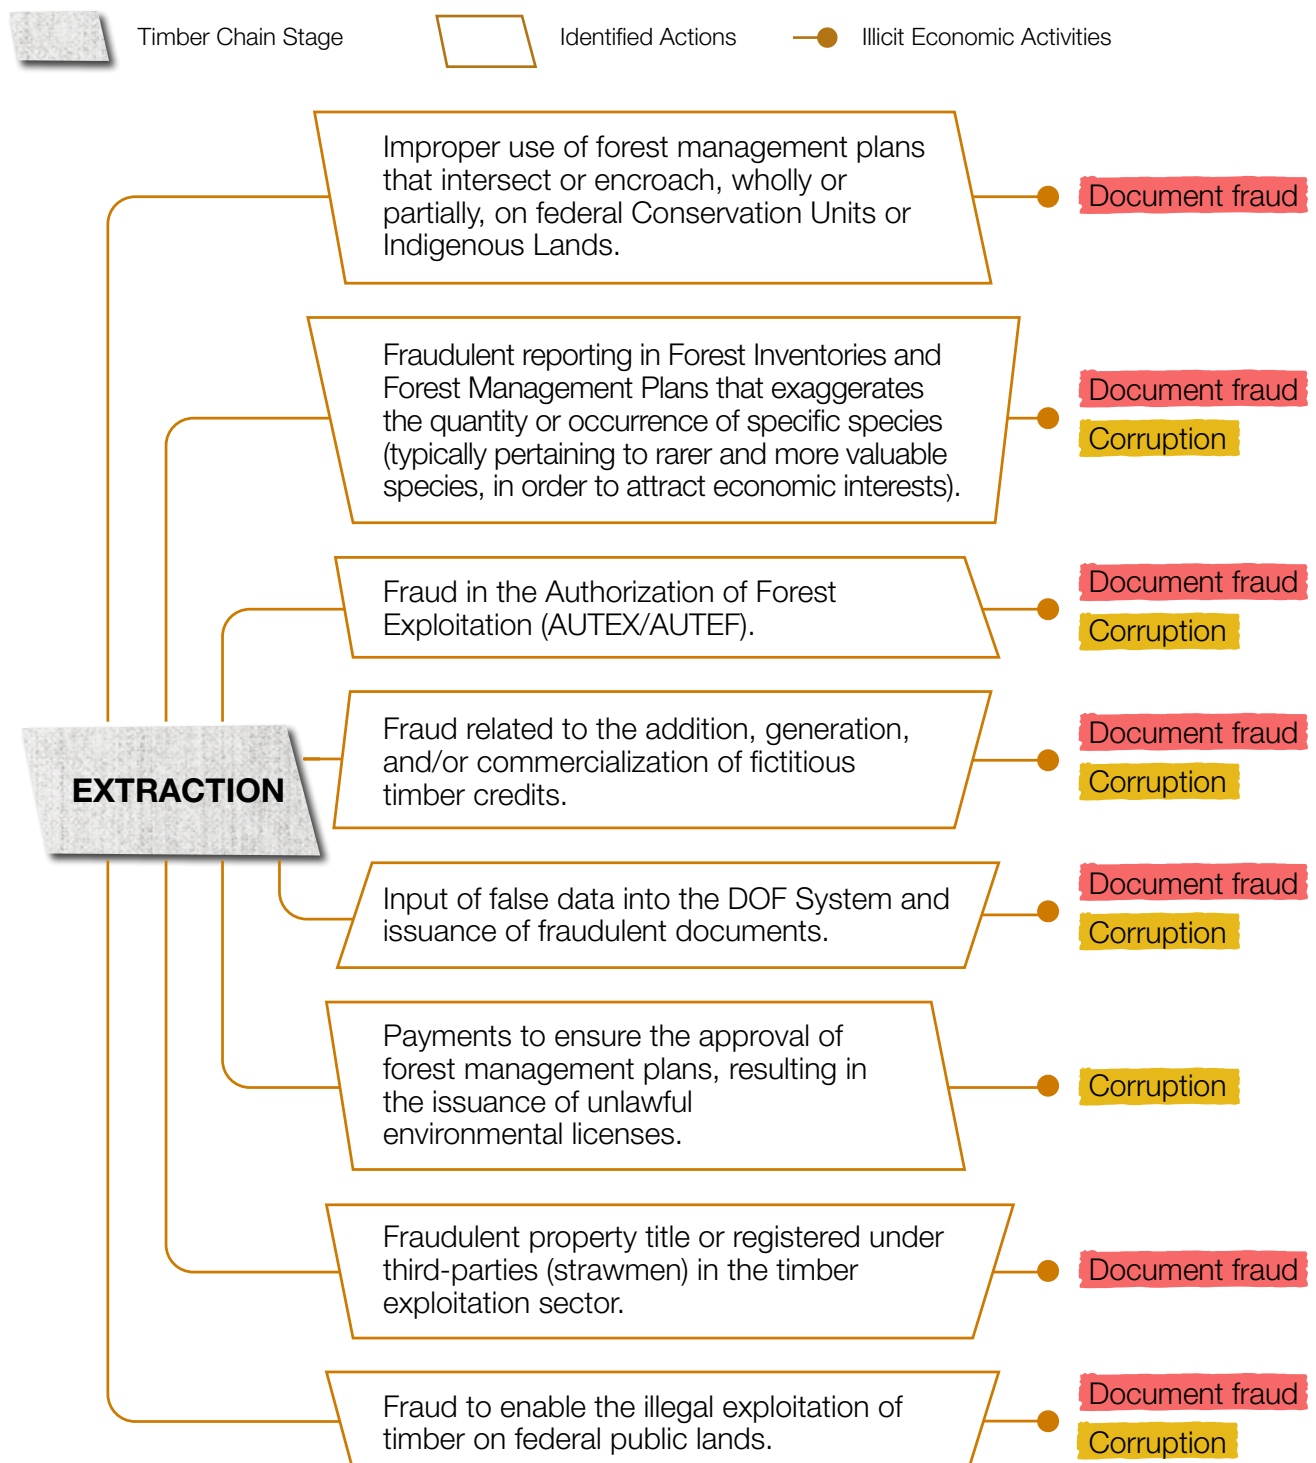 Timber Chain Stage
Identified Actions
Illicit Economic Activities
Improper use of forest management plans
that intersect or encroach, wholly or
partially, on federal Conservation Units or
Indigenous Lands.
Document fraud
Fraudulent reporting in Forest Inventories and
Forest Management Plans that exaggerates
the quantity or occurrence of specific species
(typically pertaining to rarer and more valuable
species, in order to attract economic interests).
Document fraud
Corruption
Fraud in the Authorization of Forest
Exploitation (AUTEX/AUTEF).
Document fraud
Corruption
EXTRACTION
Fraud related to the addition, generation,
and/or commercialization of fictitious
timber credits.
Document fraud
Corruption
Input of false data into the DOF System and
issuance of fraudulent documents.
Document fraud
Corruption
Payments to ensure the approval of
forest management plans, resulting in
the issuance of unlawful
environmental licenses.
Corruption
Fraudulent property title or registered under
third-parties (strawmen) in the timber
exploitation sector.
Document fraud
Fraud to enable the illegal exploitation of
timber on federal public lands.
Document fraud
Corruption